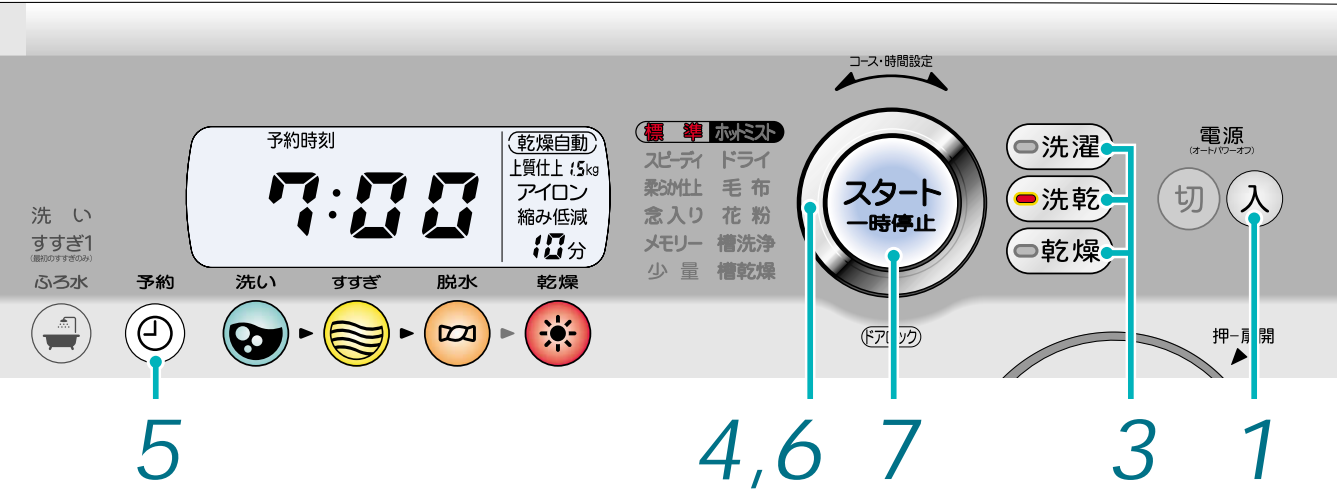 コース・時間設定
予約時刻
7:00
乾燥自動
上質仕上 1.5kg
アイロン
縮み低減
10分
標 準 ホットミスト
スピーディ ドライ
柔らか仕上 毛 布
念入り 花 粉
メモリー 槽洗浄
少 量 槽乾燥
スタート
一時停止
洗濯
洗乾
乾燥
電源
(オートパワーオフ)
切 入
洗 い
すすぎ1
(最初のすすぎのみ)
ふろ水
予約
洗い
すすぎ
脱水
乾燥
ドアロック
押−扉開
5
4,6
7
3
1